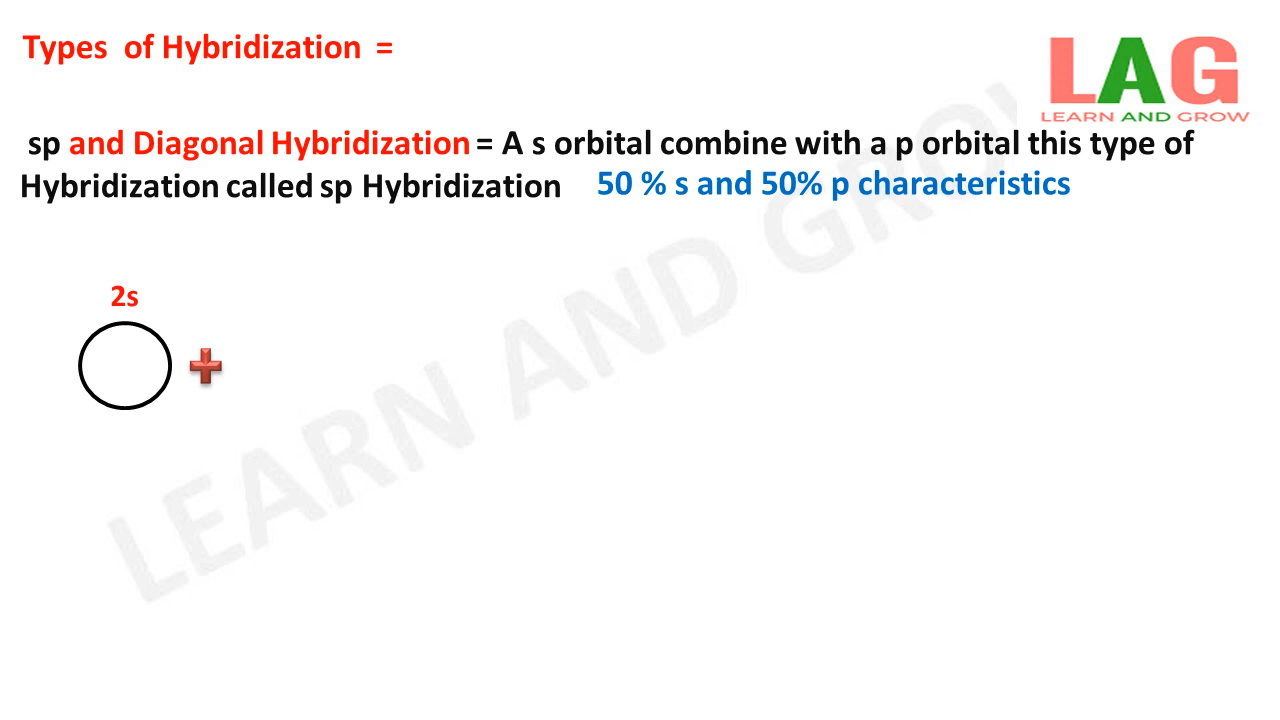 Types of Hybridization =
LAG
LEARN AND GROW
sp and Diagonal Hybridization = A s orbital combine with a p orbital this type of
Hybridization called sp Hybridization 50 % s and 50% p characteristics
2s
LEARN AND GROW